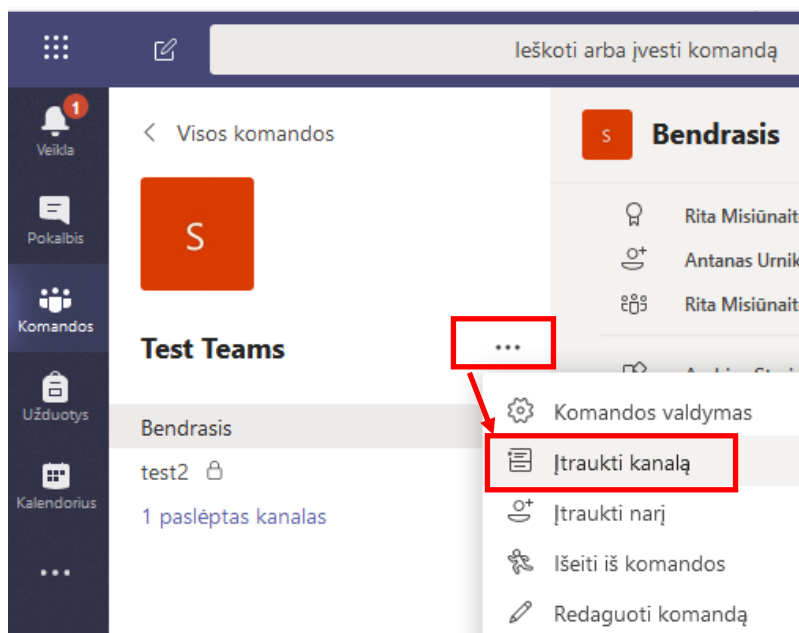 Ieškoti arba įvesti komandą
1
Veikla
Pokalbis
Komandos
Užduotys
Kalendorius
Visos komandos
S
Test Teams
Bendrasis
test2
1 paslėptas kanalas
S
Bendrasis
Rita Misiūnait
Antanas Urnik
Rita Misiūnait
Komandos valdymas
Įtraukti kanalą
Įtraukti narį
Išeiti iš komandos
Redaguoti komandą